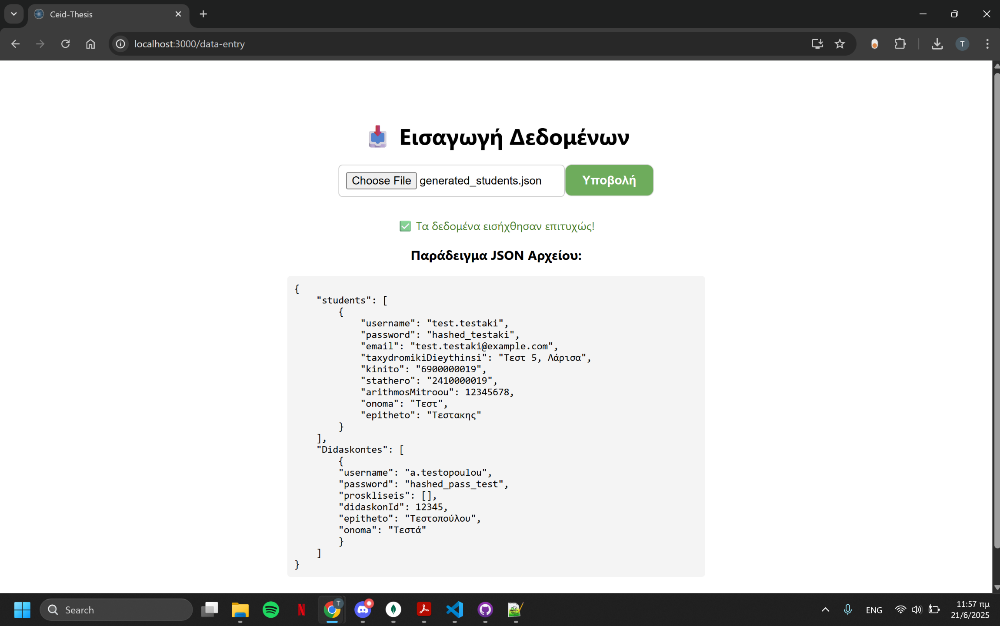 Ceid-Thesis
localhost:3000/data-entry
T
Εισαγωγή Δεδομένων
Choose File generated_students.json
Υποβολή
Τα δεδομένα εισήχθησαν επιτυχώς!
Παράδειγμα JSON Αρχείου:
{
    "students": [
        {
            "username": "test.testaki",
            "password": "hashed_testaki",
            "email": "test.testaki@example.com",
            "taxydromikiDieythinsi": "Τεστ 5, Λάρισα",
            "kinito": "6900000019",
            "stathero": "2410000019",
            "arithmosMitroou": 12345678,
            "onoma": "Τεστ",
            "epitheto": "Τεστακης"
        }
    ],
    "Didaskontes": [
        {
        "username": "a.testopoulou",
        "password": "hashed_pass_test",
        "proskliseis": [],
        "didaskonId": 12345,
        "epitheto": "Τεστοπούλου",
        "onoma": "Τεστά"
        }
    ]
}
Search
N
T
ENG
11:57 πμ
21/6/2025